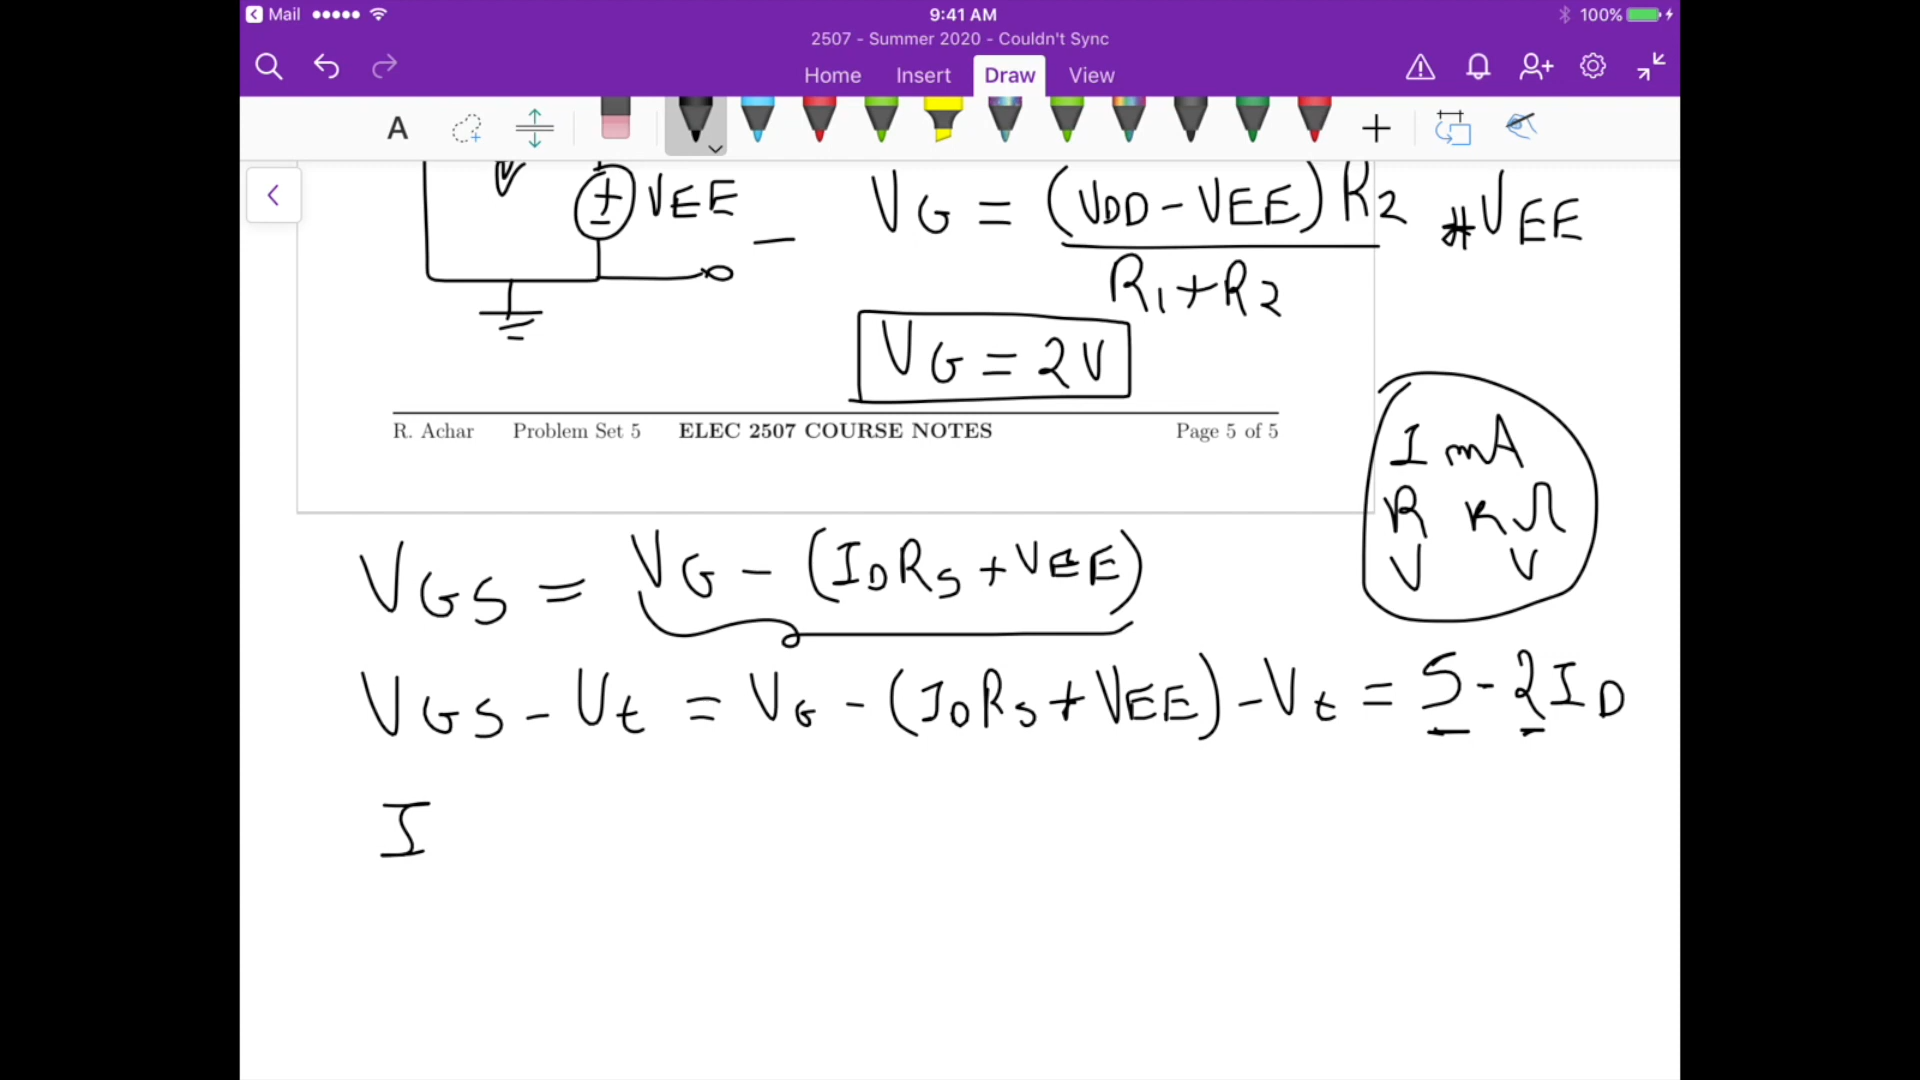 Mail 9:41 AM 100%
2507 - Summer 2020 - Couldn't Sync
Home Insert Draw View
A
± VEE
VG = (VDD - VEE) R2 + VEE
R1 + R2
VG = 2V
R. Achar Problem Set 5 ELEC 2507 COURSE NOTES Page 5 of 5
I mA
R KΩ
V V
VGS = VG - (IDRS + VEE)
VGS - Vt = VG - (IDRS + VEE) - Vt = 5 - 2ID
I